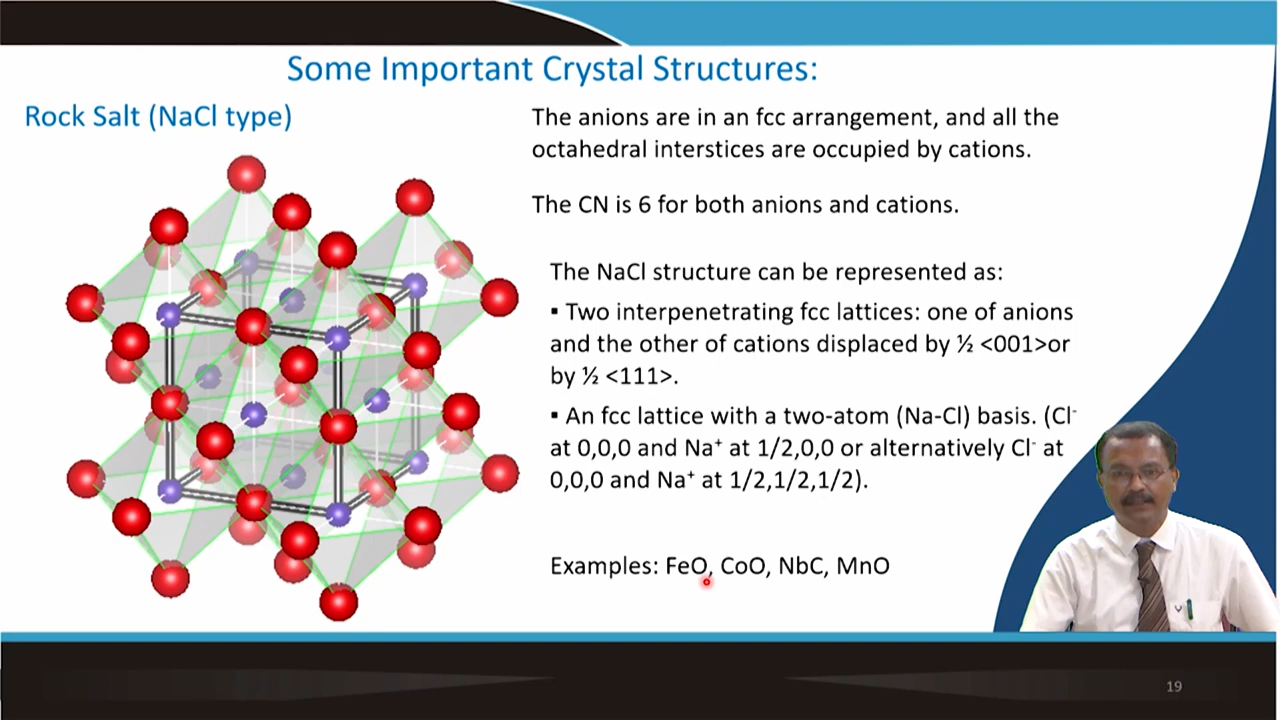 Some Important Crystal Structures:
Rock Salt (NaCl type)
The anions are in an fcc arrangement, and all the
octahedral interstices are occupied by cations.
The CN is 6 for both anions and cations.
The NaCl structure can be represented as:
▪ Two interpenetrating fcc lattices: one of anions
and the other of cations displaced by ½ <001>or
by ½ <111>.
▪ An fcc lattice with a two-atom (Na-Cl) basis. (Cl⁻
at 0,0,0 and Na⁺ at 1/2,0,0 or alternatively Cl⁻ at
0,0,0 and Na⁺ at 1/2,1/2,1/2).
Examples: FeO, CoO, NbC, MnO
19